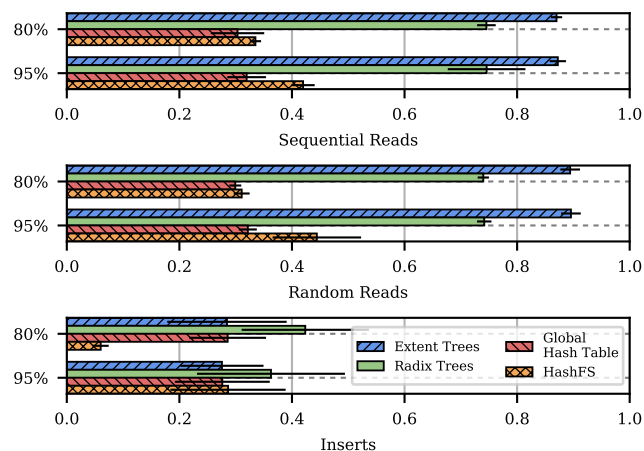 80%
95%
0.0 0.2 0.4 0.6 0.8 1.0
Sequential Reads
80%
95%
0.0 0.2 0.4 0.6 0.8 1.0
Random Reads
80%
95%
Extent Trees
Radix Trees
Global
Hash Table
HashFS
0.0 0.2 0.4 0.6 0.8 1.0
Inserts